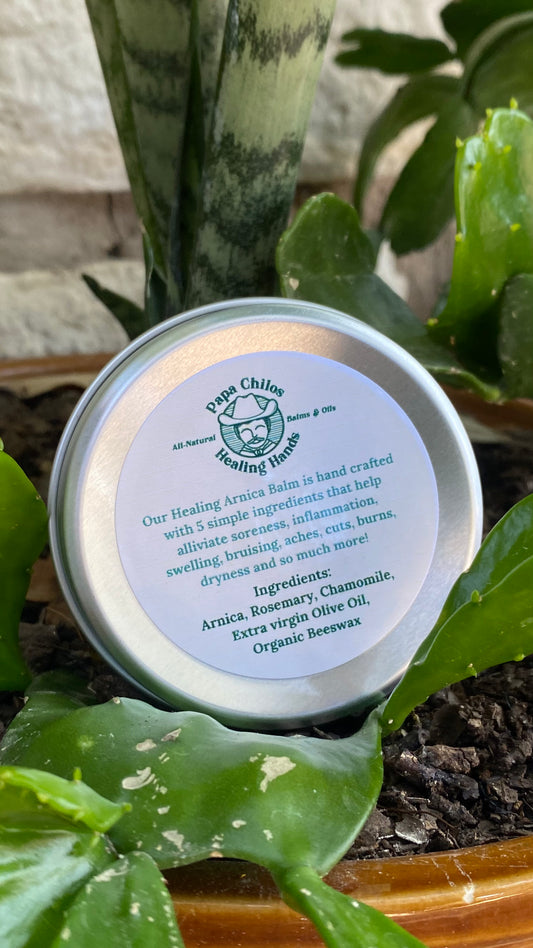 Papa Chilos
All-Natural Balms & Oils
Healing Hands
Our Healing Arnica Balm is hand crafted
with 5 simple ingredients that help
alliviate soreness, inflammation,
swelling, bruising, aches, cuts, burns,
dryness and so much more!
Ingredients:
Arnica, Rosemary, Chamomile,
Extra virgin Olive Oil,
Organic Beeswax